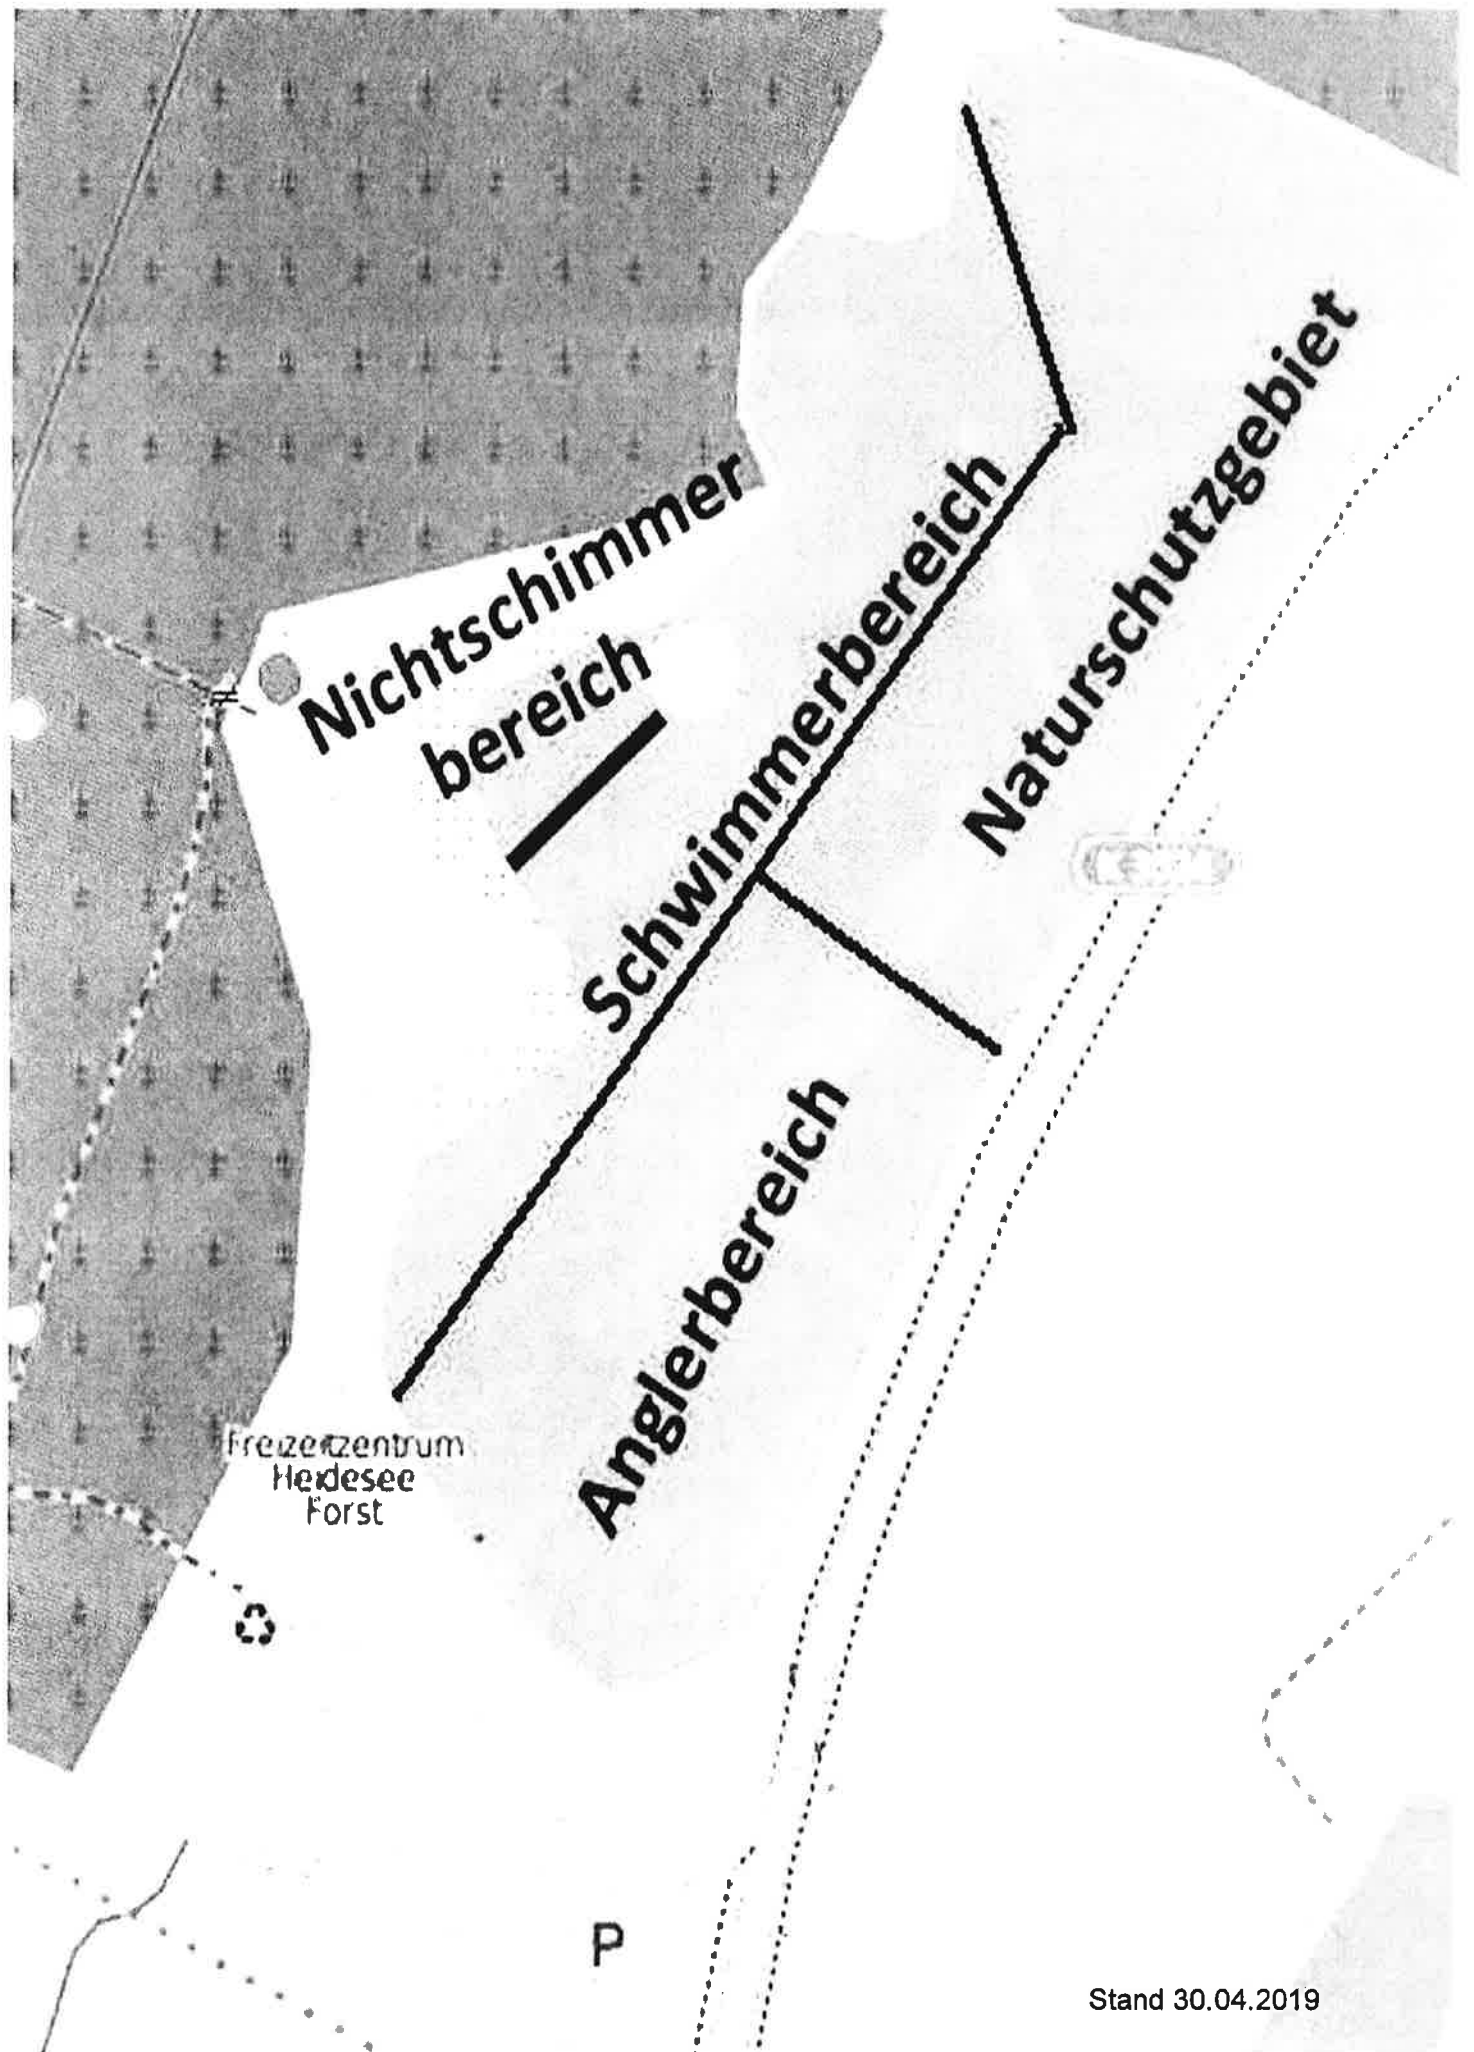 Nichtschimmer
bereich
Schwimmerbereich
Naturschutzgebiet
Anglerbereich
Freizeitzentrum
Heidesee
Forst
P
Stand 30.04.2019